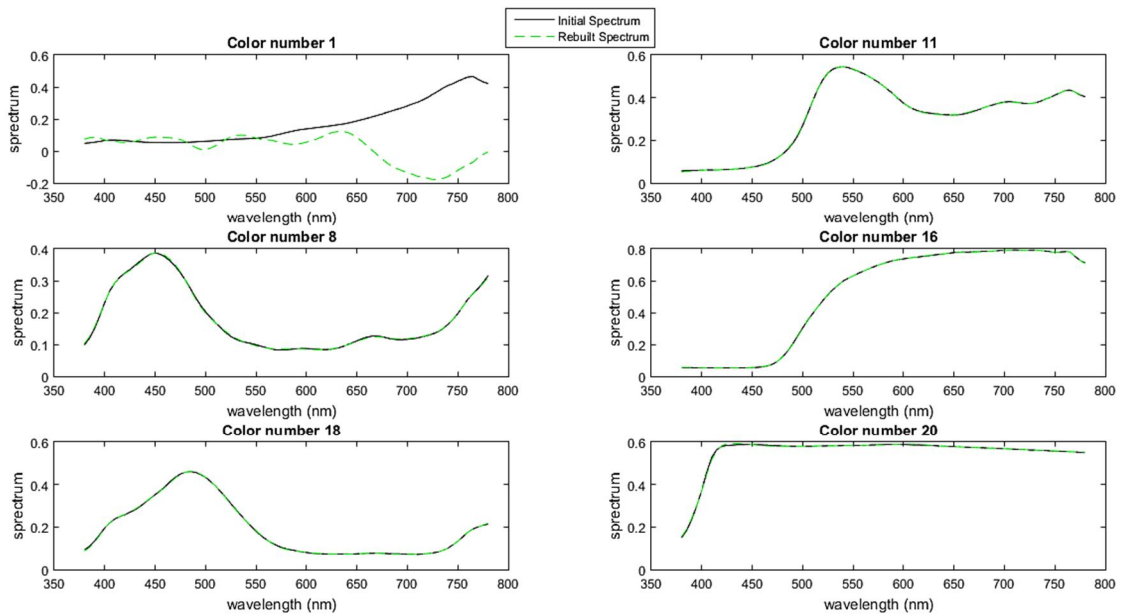 Initial Spectrum
Rebuilt Spectrum
Color number 1
0.6
0.4
0.2
0
-0.2
sprectrum
350 400 450 500 550 600 650 700 750 800
wavelength (nm)
Color number 11
0.6
0.4
0.2
0
sprectrum
350 400 450 500 550 600 650 700 750 800
wavelength (nm)
Color number 8
0.4
0.3
0.2
0.1
0
sprectrum
350 400 450 500 550 600 650 700 750 800
wavelength (nm)
Color number 16
0.8
0.6
0.4
0.2
0
sprectrum
350 400 450 500 550 600 650 700 750 800
wavelength (nm)
Color number 18
0.6
0.4
0.2
0
sprectrum
350 400 450 500 550 600 650 700 750 800
wavelength (nm)
Color number 20
0.6
0.4
0.2
0
sprectrum
350 400 450 500 550 600 650 700 750 800
wavelength (nm)